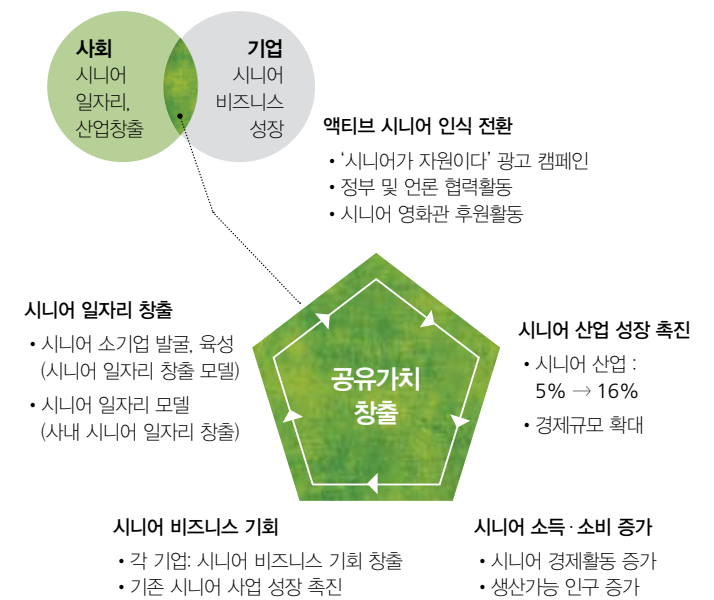 사회
시니어
일자리,
산업창출
기업
시니어
비즈니스
성장
액티브 시니어 인식 전환
• ‘시니어가 자원이다’ 광고 캠페인
• 정부 및 언론 협력활동
• 시니어 영화관 후원활동
시니어 일자리 창출
• 시니어 소기업 발굴, 육성
(시니어 일자리 창출 모델)
• 시니어 일자리 모델
(사내 시니어 일자리 창출)
공유가치
창출
시니어 산업 성장 촉진
• 시니어 산업 :
5% → 16%
• 경제규모 확대
시니어 비즈니스 기회
• 각 기업: 시니어 비즈니스 기회 창출
• 기존 시니어 사업 성장 촉진
시니어 소득 · 소비 증가
• 시니어 경제활동 증가
• 생산가능 인구 증가